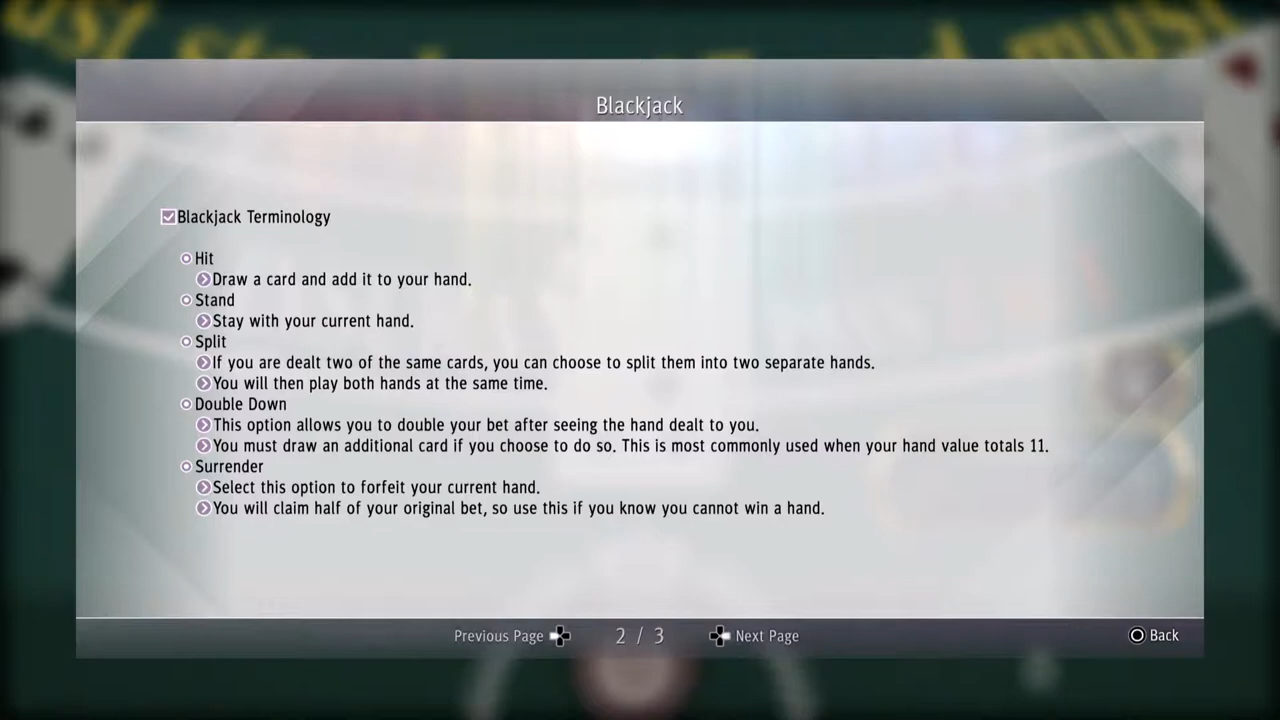 Blackjack
Blackjack Terminology
Hit
Draw a card and add it to your hand.
Stand
Stay with your current hand.
Split
If you are dealt two of the same cards, you can choose to split them into two separate hands.
You will then play both hands at the same time.
Double Down
This option allows you to double your bet after seeing the hand dealt to you.
You must draw an additional card if you choose to do so. This is most commonly used when your hand value totals 11.
Surrender
Select this option to forfeit your current hand.
You will claim half of your original bet, so use this if you know you cannot win a hand.
Previous Page 2 / 3 Next Page Back